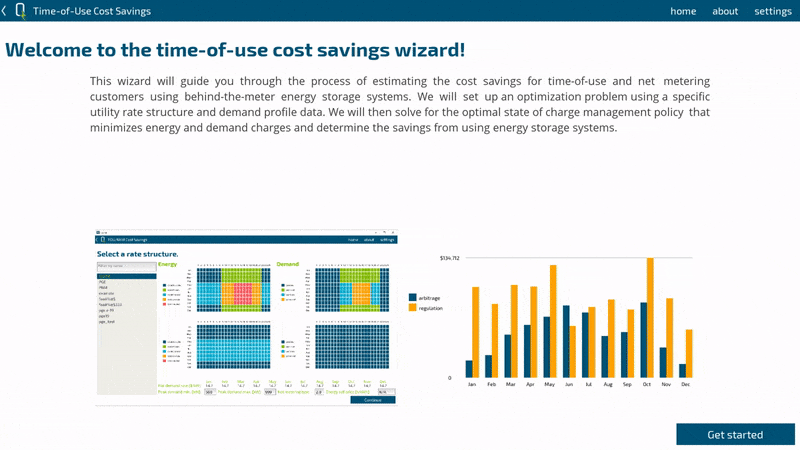 Time-of-Use Cost Savings
home about settings
Welcome to the time-of-use cost savings wizard!
This wizard will guide you through the process of estimating the cost savings for time-of-use and net metering
customers using behind-the-meter energy storage systems. We will set up an optimization problem using a specific
utility rate structure and demand profile data. We will then solve for the optimal state of charge management policy that
minimizes energy and demand charges and determine the savings from using energy storage systems.
home about settings
Select a rate structure.
Energy
Demand
Continue
$134,712
arbitrage
regulation
0
Jan Feb Mar Apr May Jun Jul Aug Sep Oct Nov Dec
Get started